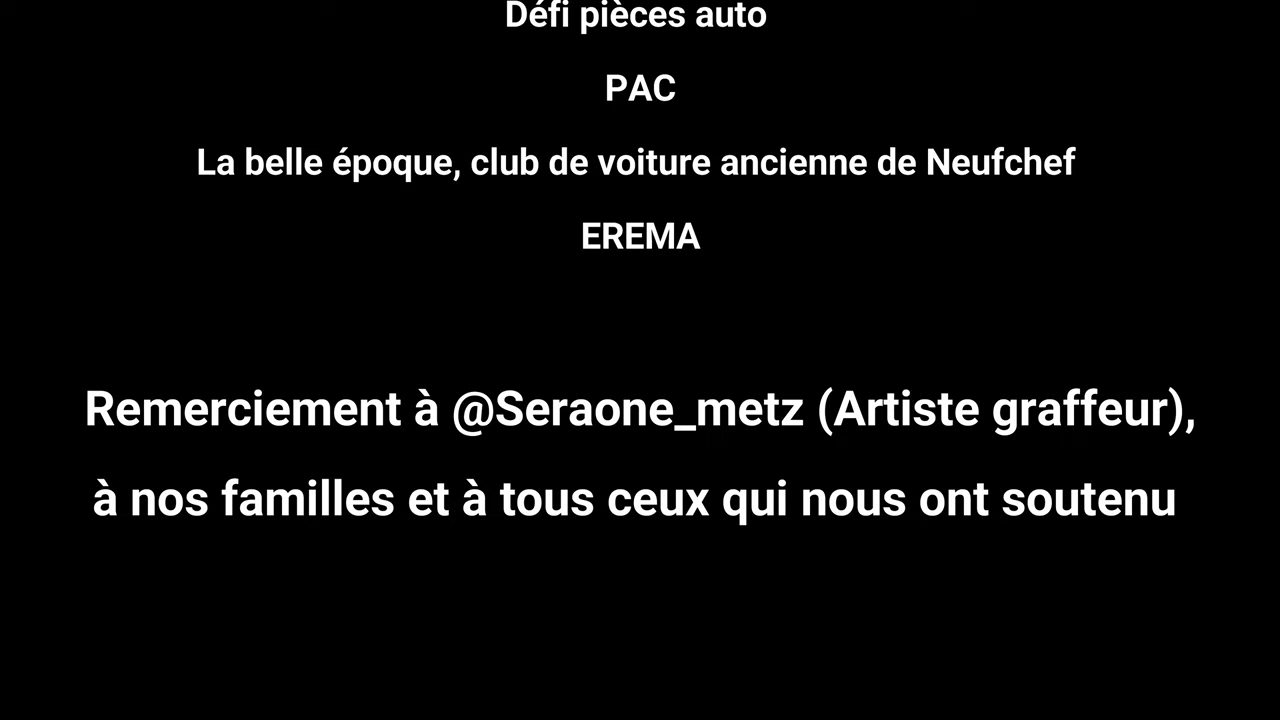 Défi pièces auto
PAC
La belle époque, club de voiture ancienne de Neufchef
EREMA
Remerciement à @Seraone_metz (Artiste graffeur),
à nos familles et à tous ceux qui nous ont soutenu